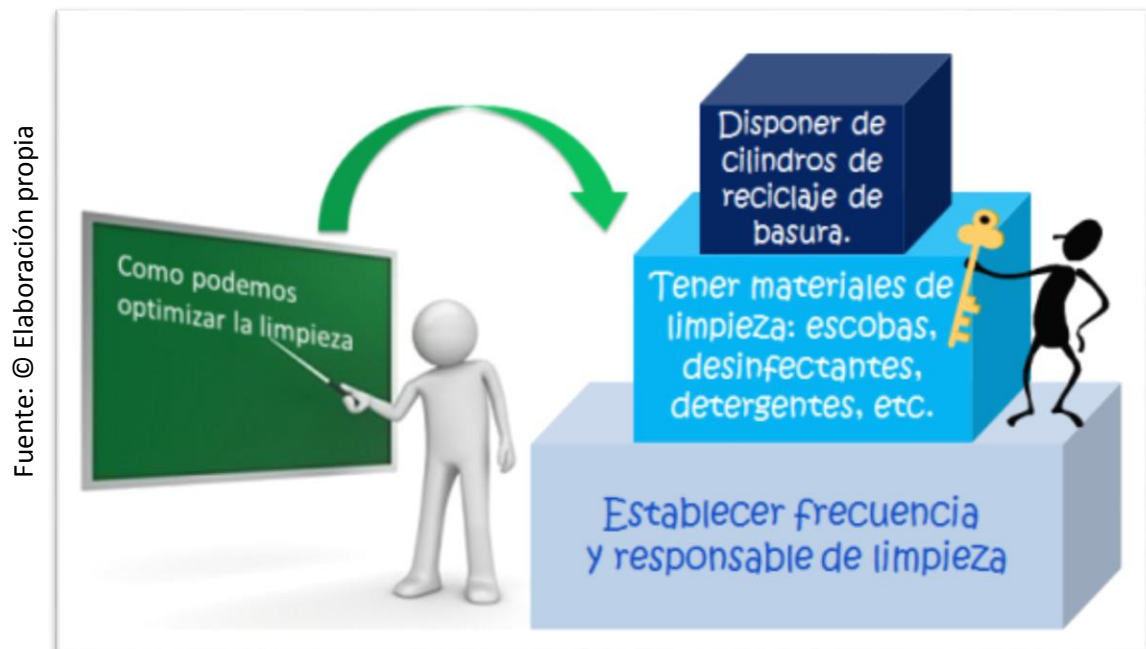 Fuente: © Elaboración propia
Como podemos
optimizar la limpieza
Disponer de
cilindros de
reciclaje de
basura.
Tener materiales de
limpieza: escobas,
desinfectantes,
detergentes, etc.
Establecer frecuencia
y responsable de limpieza